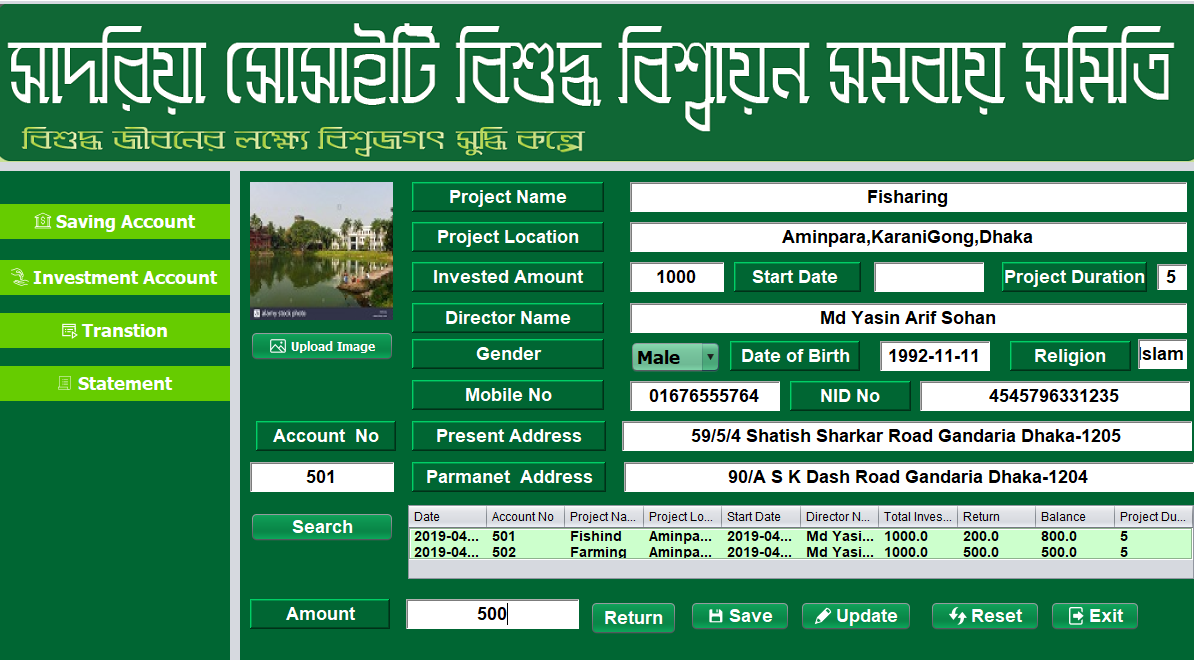 সাদরিয়া সোসাইটি বিশুদ্ধ বিশ্বায়ন সমবায় সমিতি
বিশুদ্ধ জীবনের লক্ষ্যে বিশ্বজগৎ সুদ্ধি কল্পে
Saving Account
Investment Account
Transtion
Statement
alamy stock photo
Upload Image
Project Name Fisharing
Project Location Aminpara,KaraniGong,Dhaka
Invested Amount 1000 Start Date Project Duration 5
Director Name Md Yasin Arif Sohan
Gender Male Date of Birth 1992-11-11 Religion Islam
Mobile No 01676555764 NID No 4545796331235
Account No Present Address 59/5/4 Shatish Sharkar Road Gandaria Dhaka-1205
501 Parmanet Address 90/A S K Dash Road Gandaria Dhaka-1204
Search
Date Account No Project Na... Project Lo... Start Date Director N... Total Inves... Return Balance Project Du...
2019-04... 501 Fishind Aminpa... 2019-04... Md Yasi... 1000.0 200.0 800.0 5
2019-04... 502 Farming Aminpa... 2019-04... Md Yasi... 1000.0 500.0 500.0 5
Amount 500 Return Save Update Reset Exit